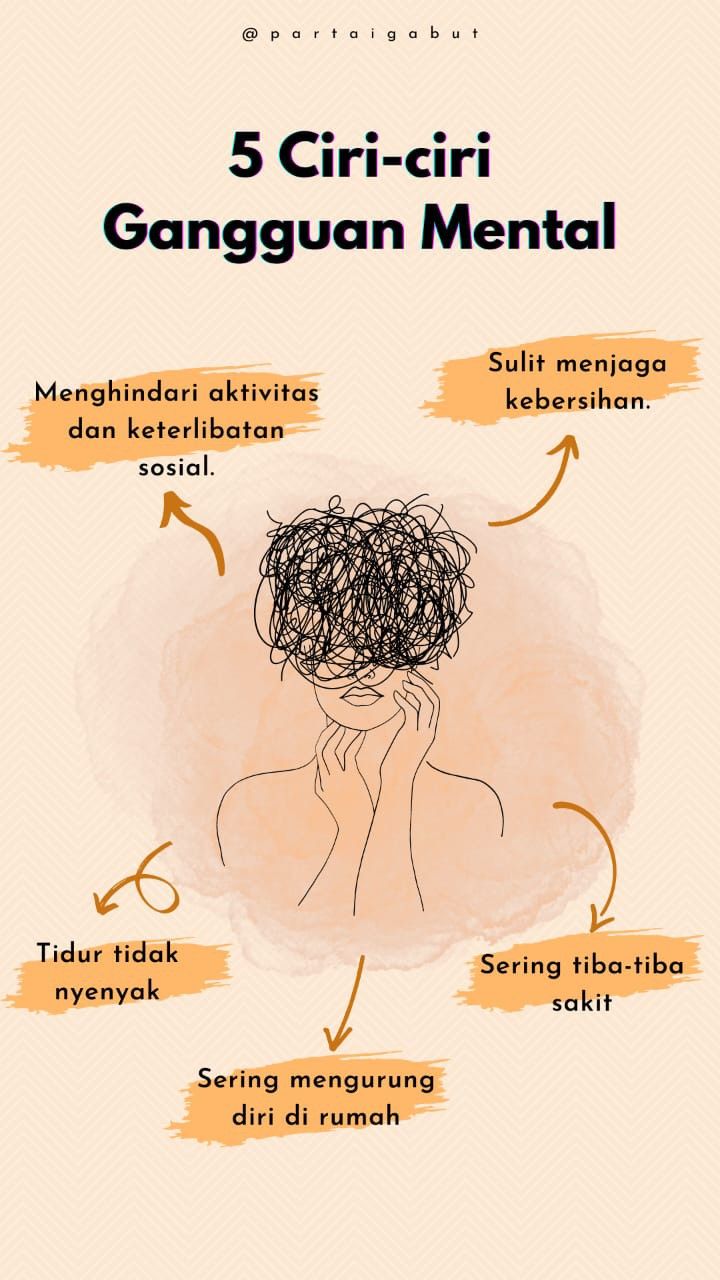 @partaigabut
5 Ciri-ciri
Gangguan Mental
Menghindari aktivitas
dan keterlibatan
sosial.
Sulit menjaga
kebersihan.
Tidur tidak
nyenyak
Sering tiba-tiba
sakit
Sering mengurung
diri di rumah